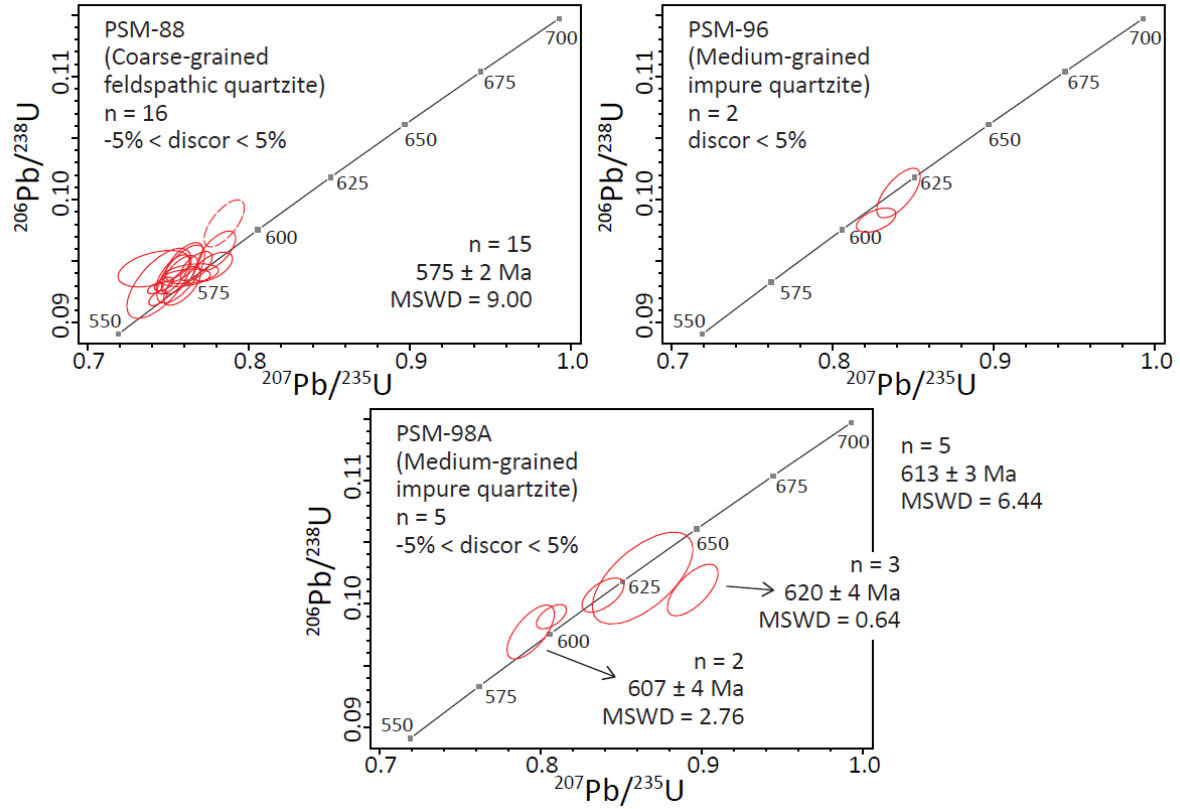 PSM-88
(Coarse-grained
feldspathic quartzite)
n = 16
-5% < discor < 5%
700
675
650
625
600
575
550
n = 15
575 ± 2 Ma
MSWD = 9.00
²⁰⁶Pb/²³⁸U
0.11
0.10
0.09
0.7
0.8
0.9
1.0
²⁰⁷Pb/²³⁵U
PSM-96
(Medium-grained
impure quartzite)
n = 2
discor < 5%
700
675
650
625
600
575
550
²⁰⁶Pb/²³⁸U
0.11
0.10
0.09
0.7
0.8
0.9
1.0
²⁰⁷Pb/²³⁵U
PSM-98A
(Medium-grained
impure quartzite)
n = 5
-5% < discor < 5%
700
675
650
625
600
575
550
n = 5
613 ± 3 Ma
MSWD = 6.44
n = 3
620 ± 4 Ma
MSWD = 0.64
n = 2
607 ± 4 Ma
MSWD = 2.76
²⁰⁶Pb/²³⁸U
0.11
0.10
0.09
0.7
0.8
0.9
1.0
²⁰⁷Pb/²³⁵U